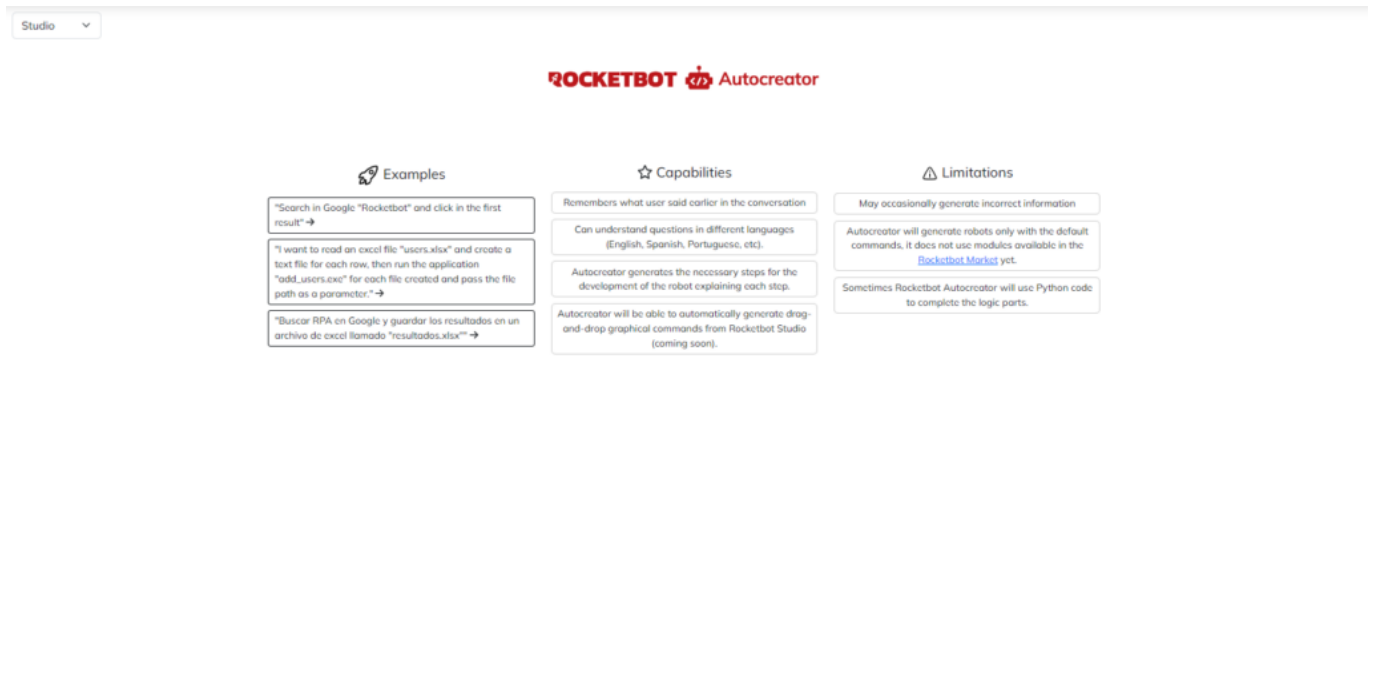 Studio
ROCKETBOT Autocreator
Examples
"Search in Google "Rocketbot" and click in the first
result" →
"I want to read an excel file "users.xlsx" and create a
text file for each row, then run the application
"add_users.exe" for each file created and pass the file
path as a parameter." →
"Buscar RPA en Google y guardar los resultados en un
archivo de excel llamado "resultados.xlsx"" →
Capabilities
Remembers what user said earlier in the conversation
Can understand questions in different languages
(English, Spanish, Portuguese, etc).
Autocreator generates the necessary steps for the
development of the robot explaining each step.
Autocreator will be able to automatically generate drag-
and-drop graphical commands from Rocketbot Studio
(coming soon).
Limitations
May occasionally generate incorrect information
Autocreator will generate robots only with the default
commands, it does not use modules available in the
Rocketbot Market yet.
Sometimes Rocketbot Autocreator will use Python code
to complete the logic parts.